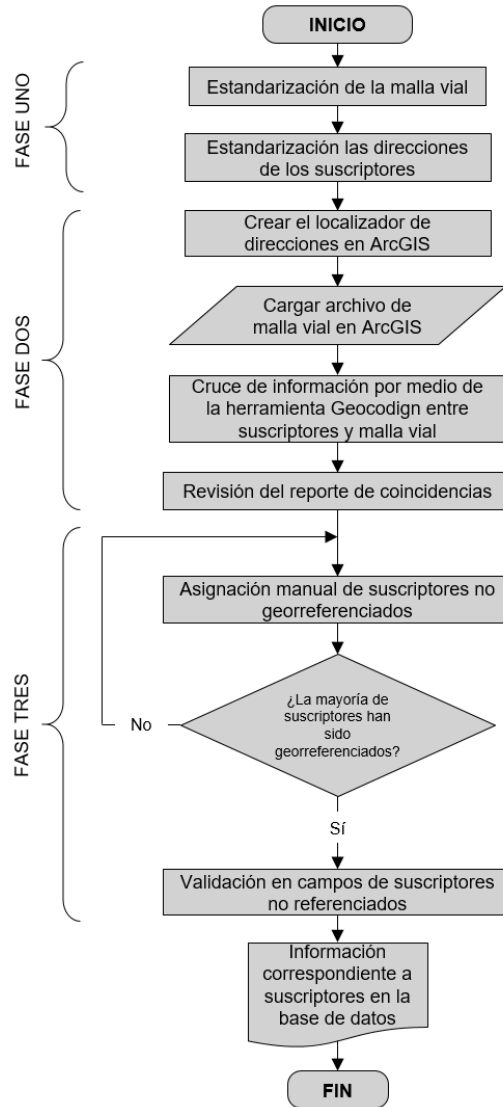 INICIO
FASE UNO
Estandarización de la malla vial
Estandarización las direcciones
de los suscriptores
FASE DOS
Crear el localizador de
direcciones en ArcGIS
Cargar archivo de
malla vial en ArcGIS
Cruce de información por medio de
la herramienta Geocodign entre
suscriptores y malla vial
Revisión del reporte de coincidencias
FASE TRES
Asignación manual de suscriptores no
georreferenciados
¿La mayoría de
suscriptores han
sido
georreferenciados?
No
Sí
Validación en campos de suscriptores
no referenciados
Información
correspondiente a
suscriptores en la
base de datos
FIN